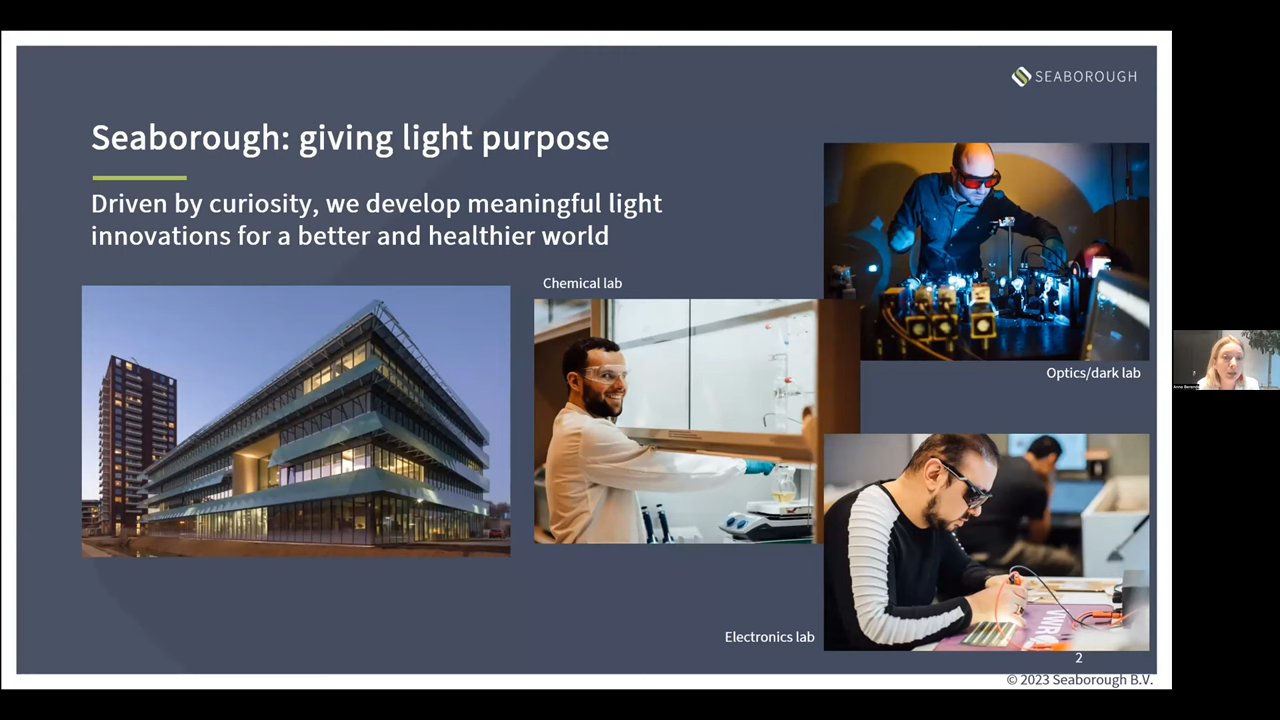 SEABOROUGH
Seaborough: giving light purpose
Driven by curiosity, we develop meaningful light
innovations for a better and healthier world
Chemical lab
Optics/dark lab
Electronics lab
VWR
2
© 2023 Seaborough B.V.